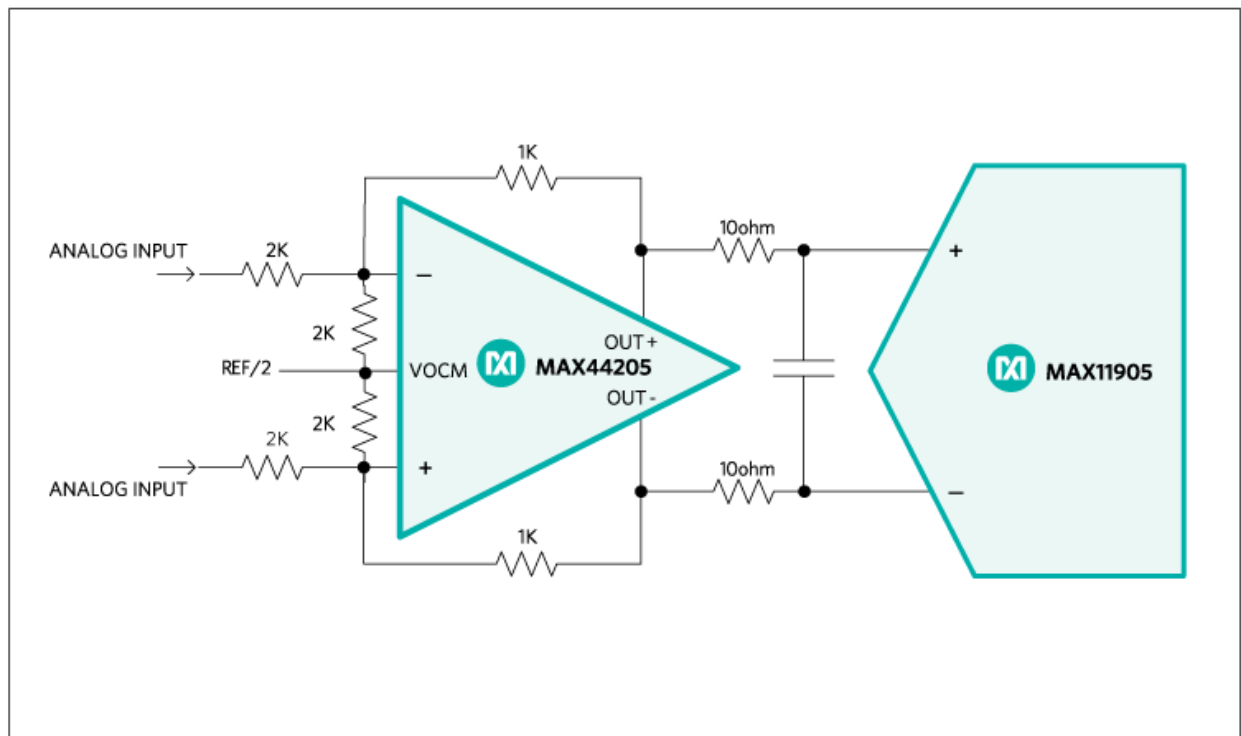 1K
ANALOG INPUT
2K
10ohm
+
−
2K
OUT +
REF/2
VOCM
MAX44205
MAX11905
OUT -
2K
2K
+
ANALOG INPUT
10ohm
−
1K